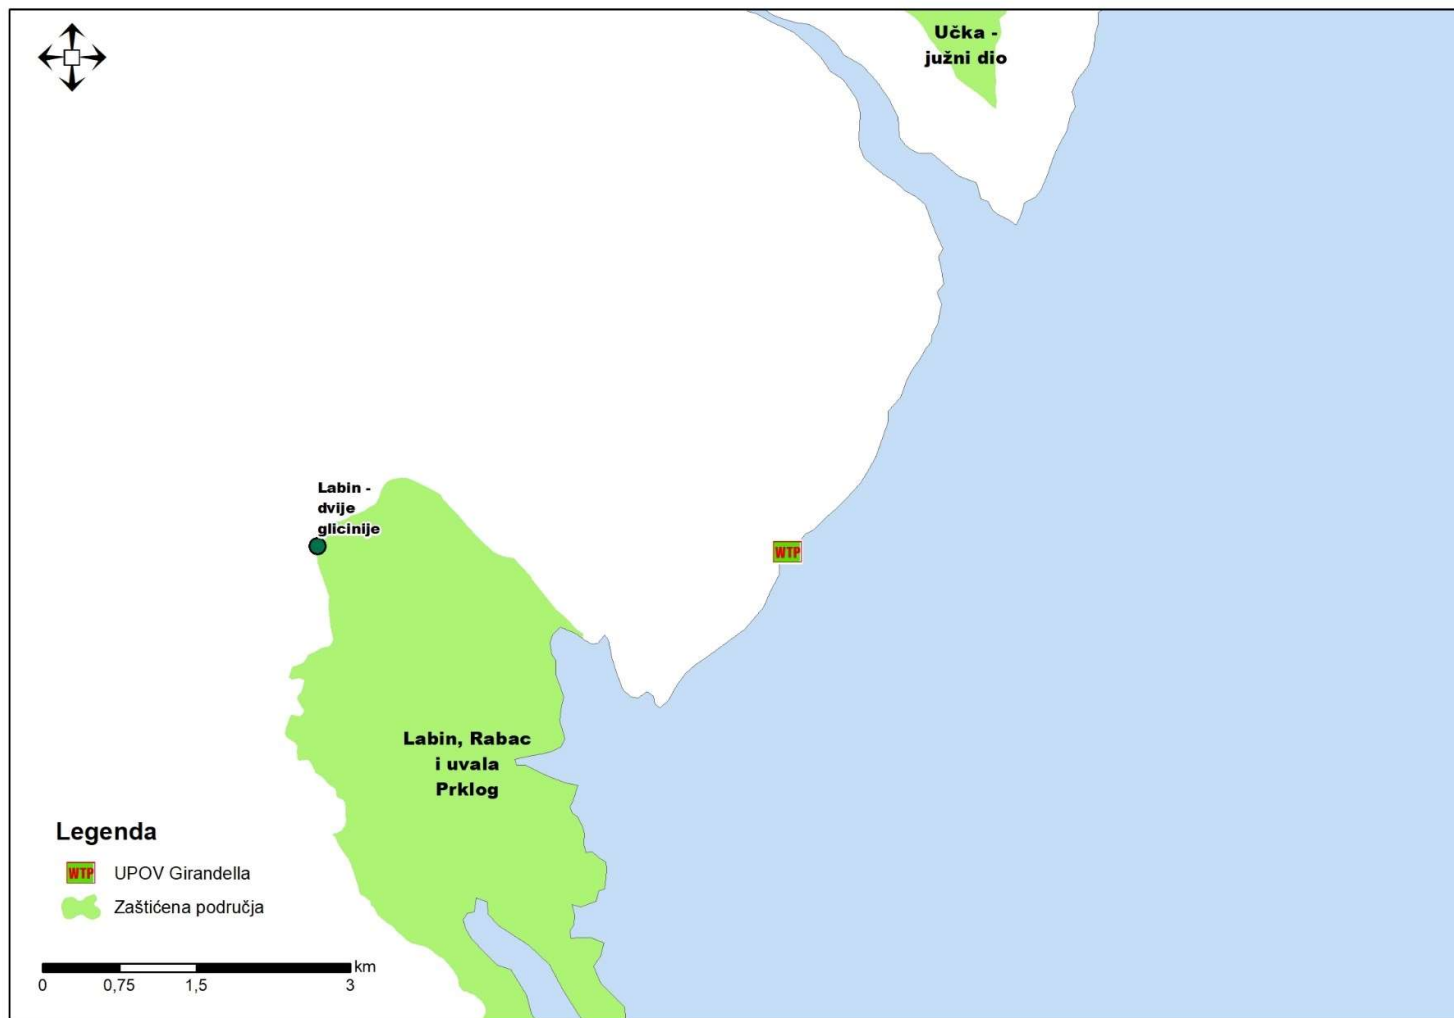 Učka -
južni dio
Labin -
dvije
glicinije
WTP
Labin, Rabac
i uvala
Prklog
Legenda
WTP UPOV Girandella
Zaštićena područja
km
0 0,75 1,5 3